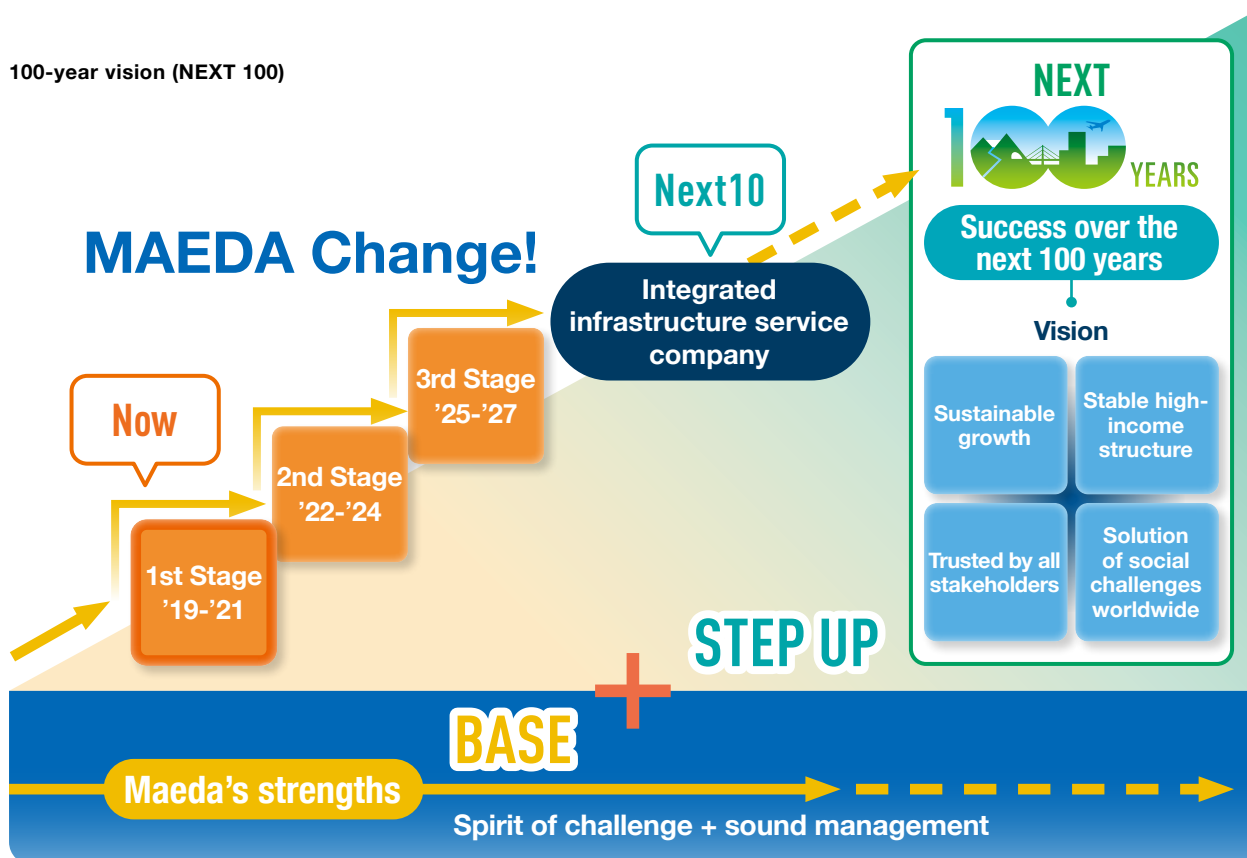 100-year vision (NEXT 100)
MAEDA Change!
Now
1st Stage
’19-’21
2nd Stage
’22-’24
3rd Stage
’25-’27
Next10
Integrated
infrastructure service
company
NEXT
100
YEARS
Success over the
next 100 years
Vision
Sustainable
growth
Stable high-
income
structure
Trusted by all
stakeholders
Solution
of social
challenges
worldwide
STEP UP
+
BASE
Maeda’s strengths
Spirit of challenge + sound management